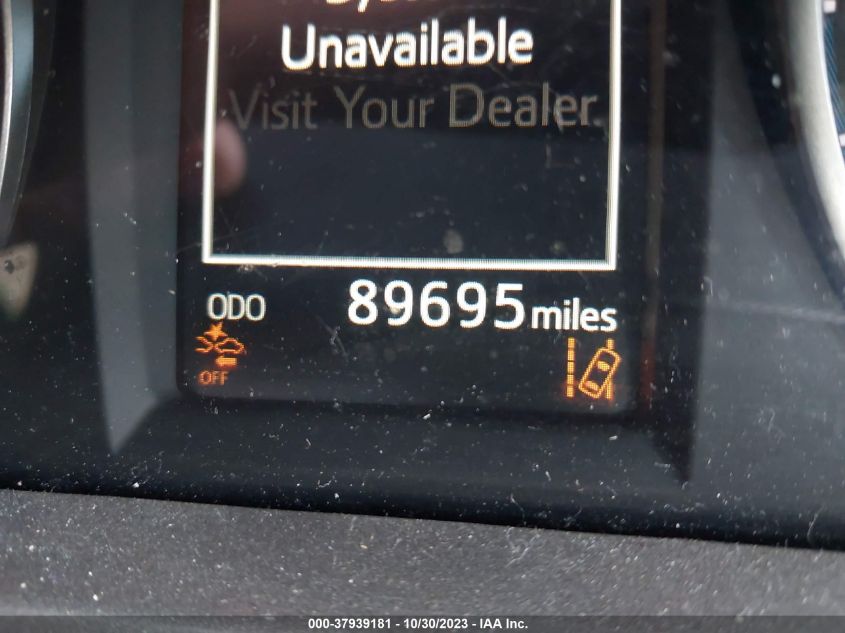 Unavailable
Visit Your Dealer.
ODO 89695 miles
OFF
000-37939181 - 10/30/2023 - IAA Inc.